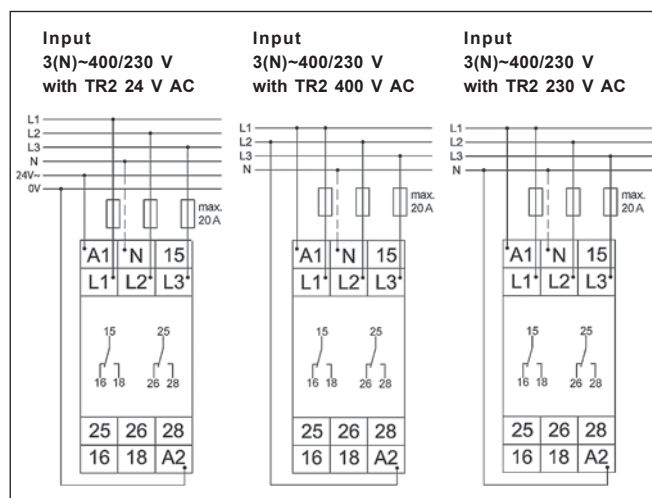 Input
3(N)~400/230 V
with TR2 24 V AC
L1
L2
L3
N
24V~
0V
max.
20 A
A1 N 15
L1 L2 L3
15 25
16 18 26 28
25 26 28
16 18 A2
Input
3(N)~400/230 V
with TR2 400 V AC
L1
L2
L3
N
max.
20 A
A1 N 15
L1 L2 L3
15 25
16 18 26 28
25 26 28
16 18 A2
Input
3(N)~400/230 V
with TR2 230 V AC
L1
L2
L3
N
max.
20 A
A1 N 15
L1 L2 L3
15 25
16 18 26 28
25 26 28
16 18 A2